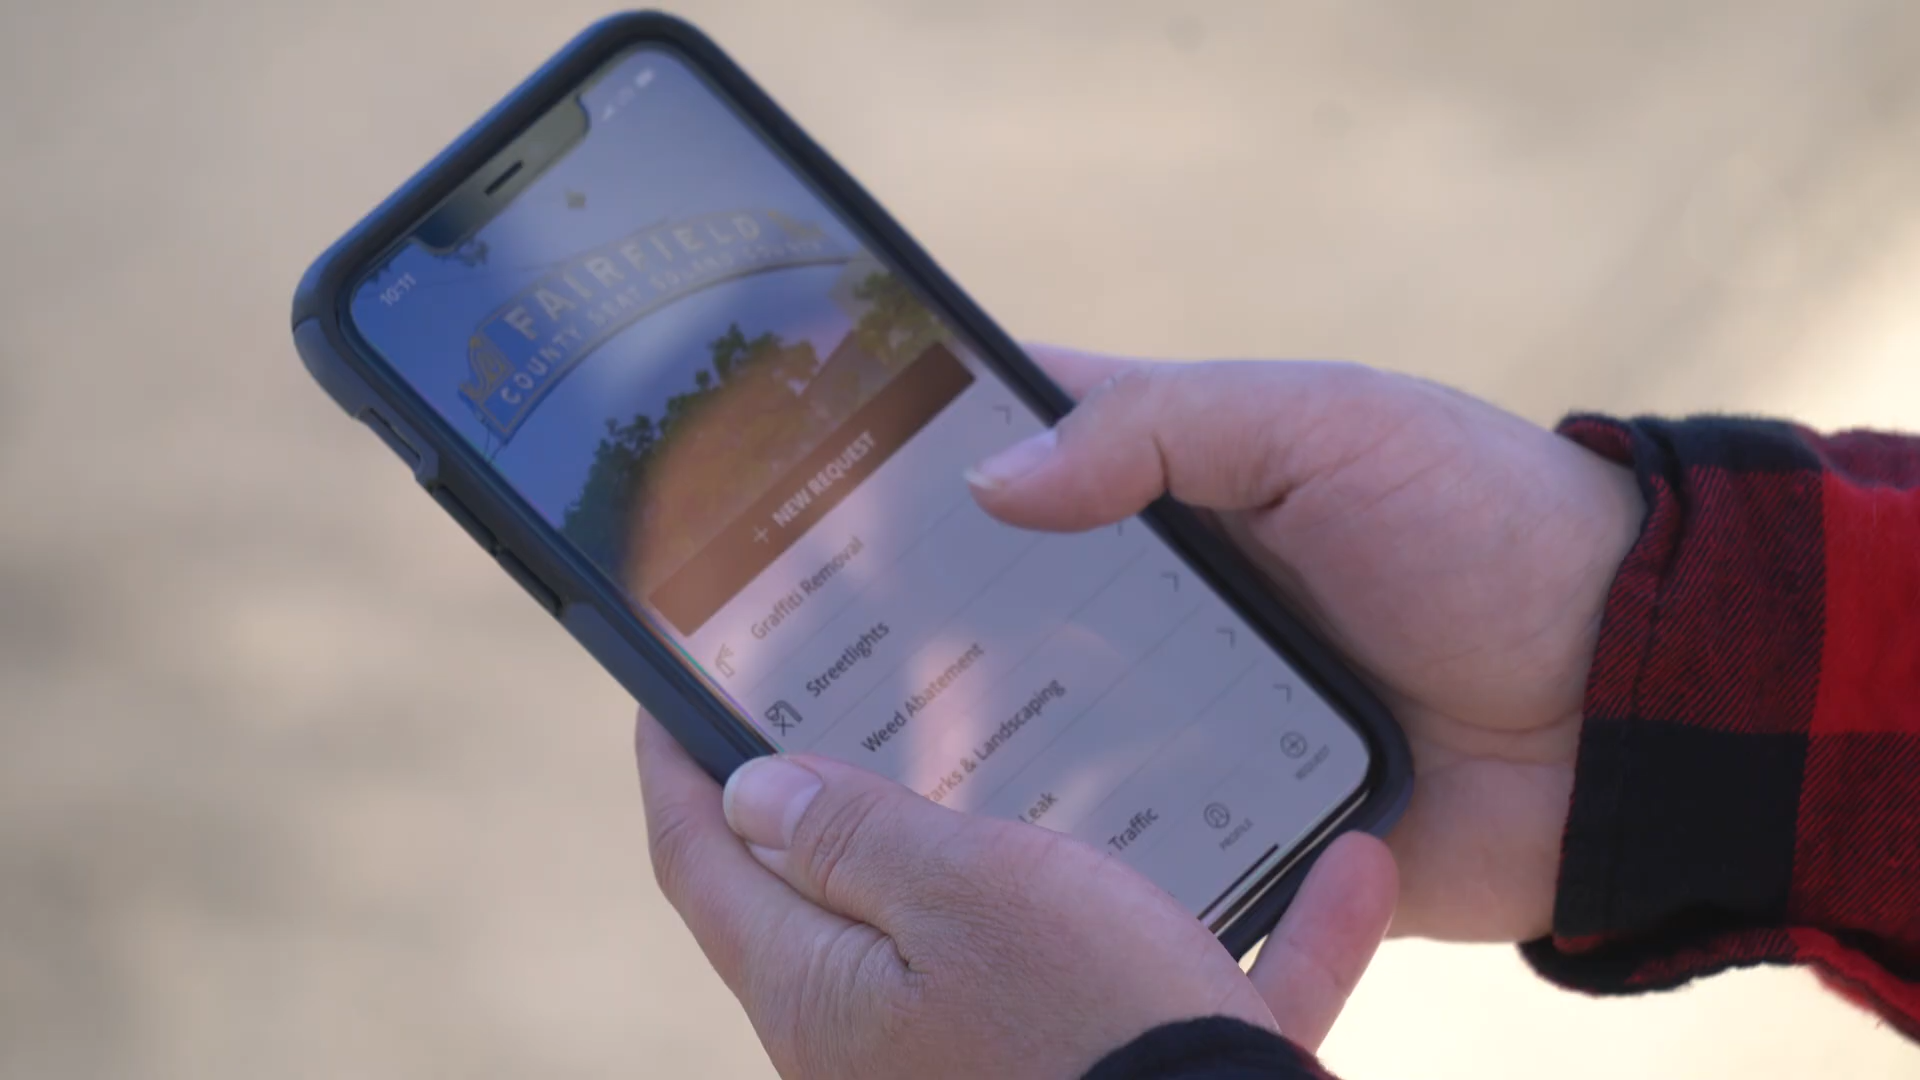 10:11
FAIRFIELD
COUNTY SEAT SOLANO COUNTY
+ NEW REQUEST
Graffiti Removal
Streetlights
Weed Abatement
arks & Landscaping
Leak
Traffic
PROFILE
REQUEST